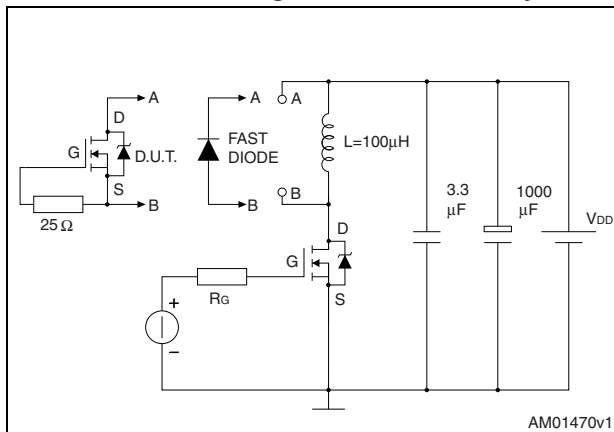 A
D
G
D.U.T.
S
B
25 Ω
A
FAST
DIODE
B
A
L=100μH
B
D
G
S
RG
+
−
3.3
μF
1000
μF
VDD
AM01470v1